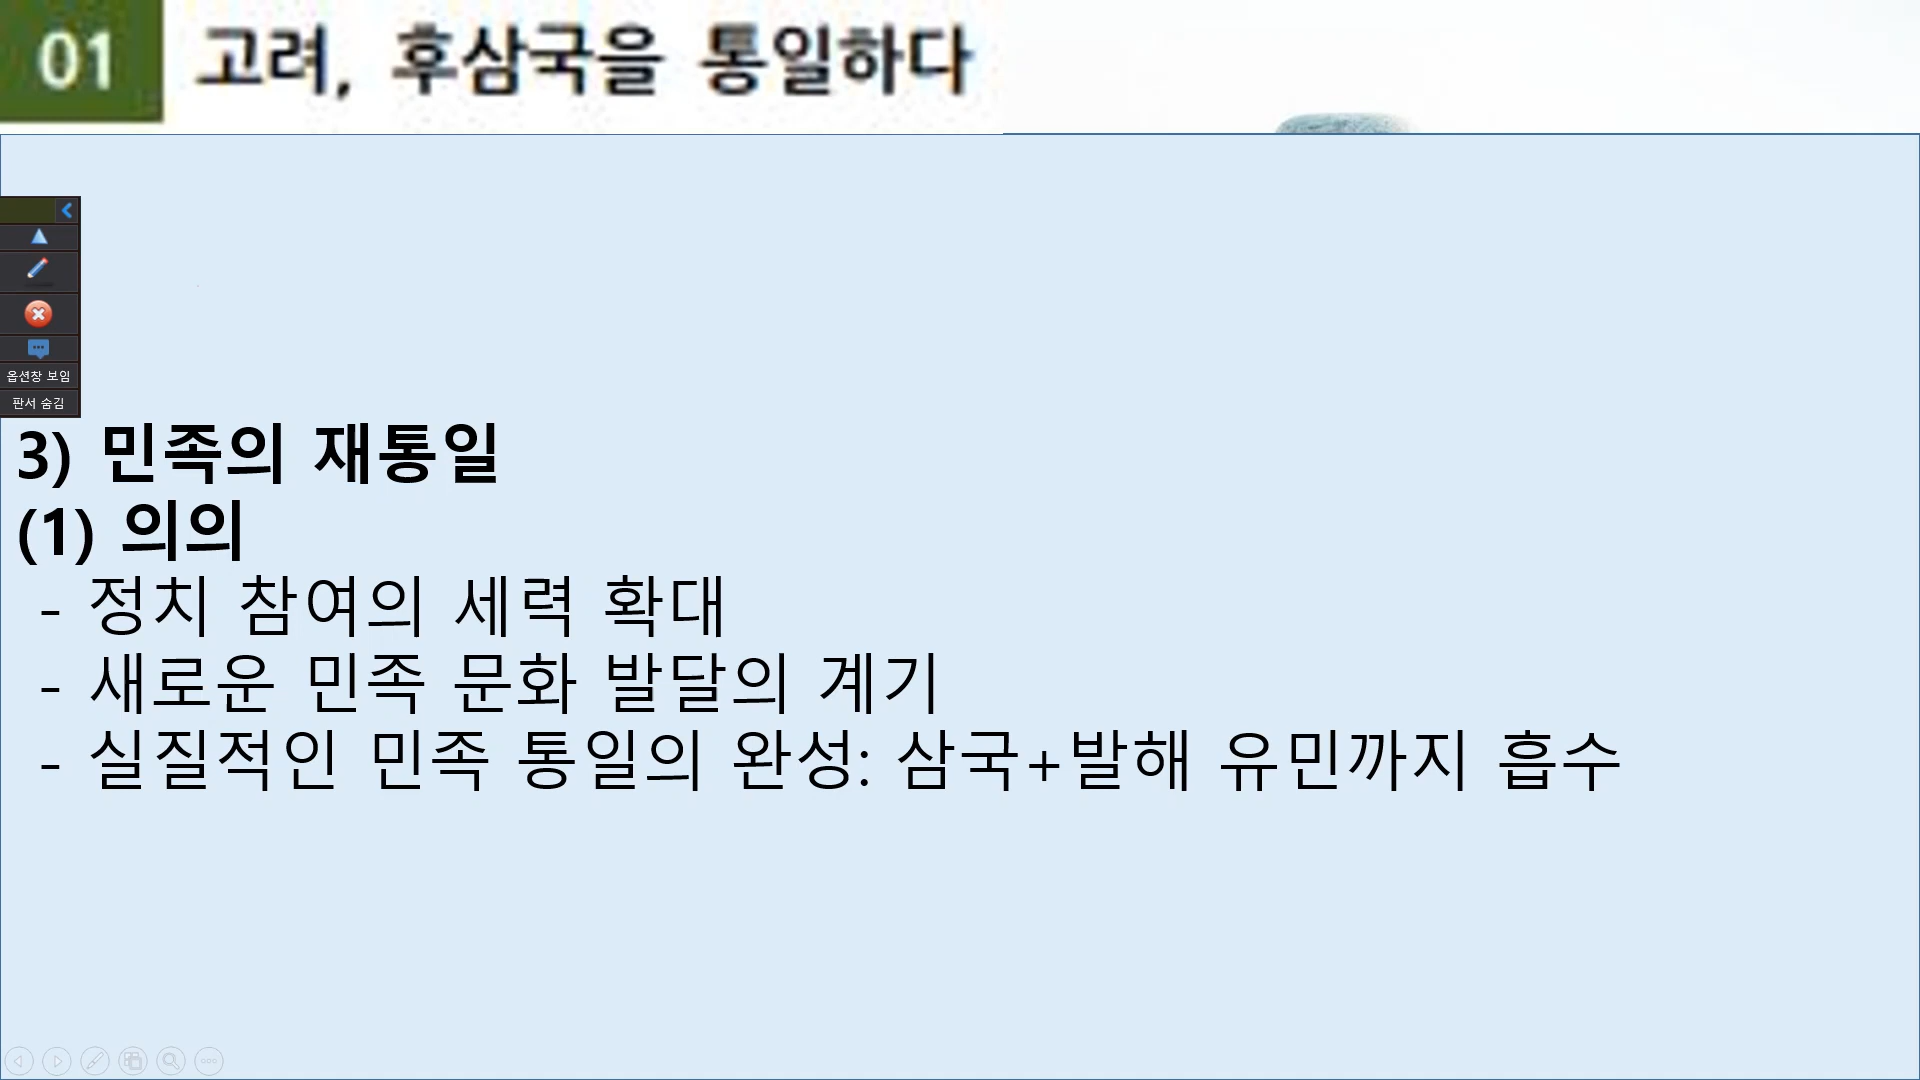 01 고려, 후삼국을 통일하다
옵션창 보임
판서 숨김
3) 민족의 재통일
(1) 의의
- 정치 참여의 세력 확대
- 새로운 민족 문화 발달의 계기
- 실질적인 민족 통일의 완성: 삼국+발해 유민까지 흡수